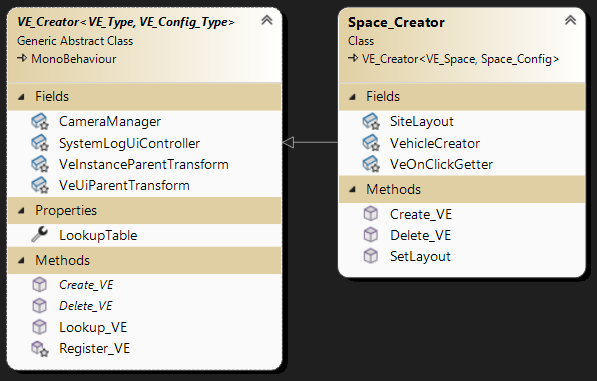 VE_Creator<VE_Type, VE_Config_Type>
Generic Abstract Class
MonoBehaviour
Fields
CameraManager
SystemLogUiController
VeInstanceParentTransform
VeUiParentTransform
Properties
LookupTable
Methods
Create_VE
Delete_VE
Lookup_VE
Register_VE
Space_Creator
Class
VE_Creator<VE_Space, Space_Config>
Fields
SiteLayout
VehicleCreator
VeOnClickGetter
Methods
Create_VE
Delete_VE
SetLayout